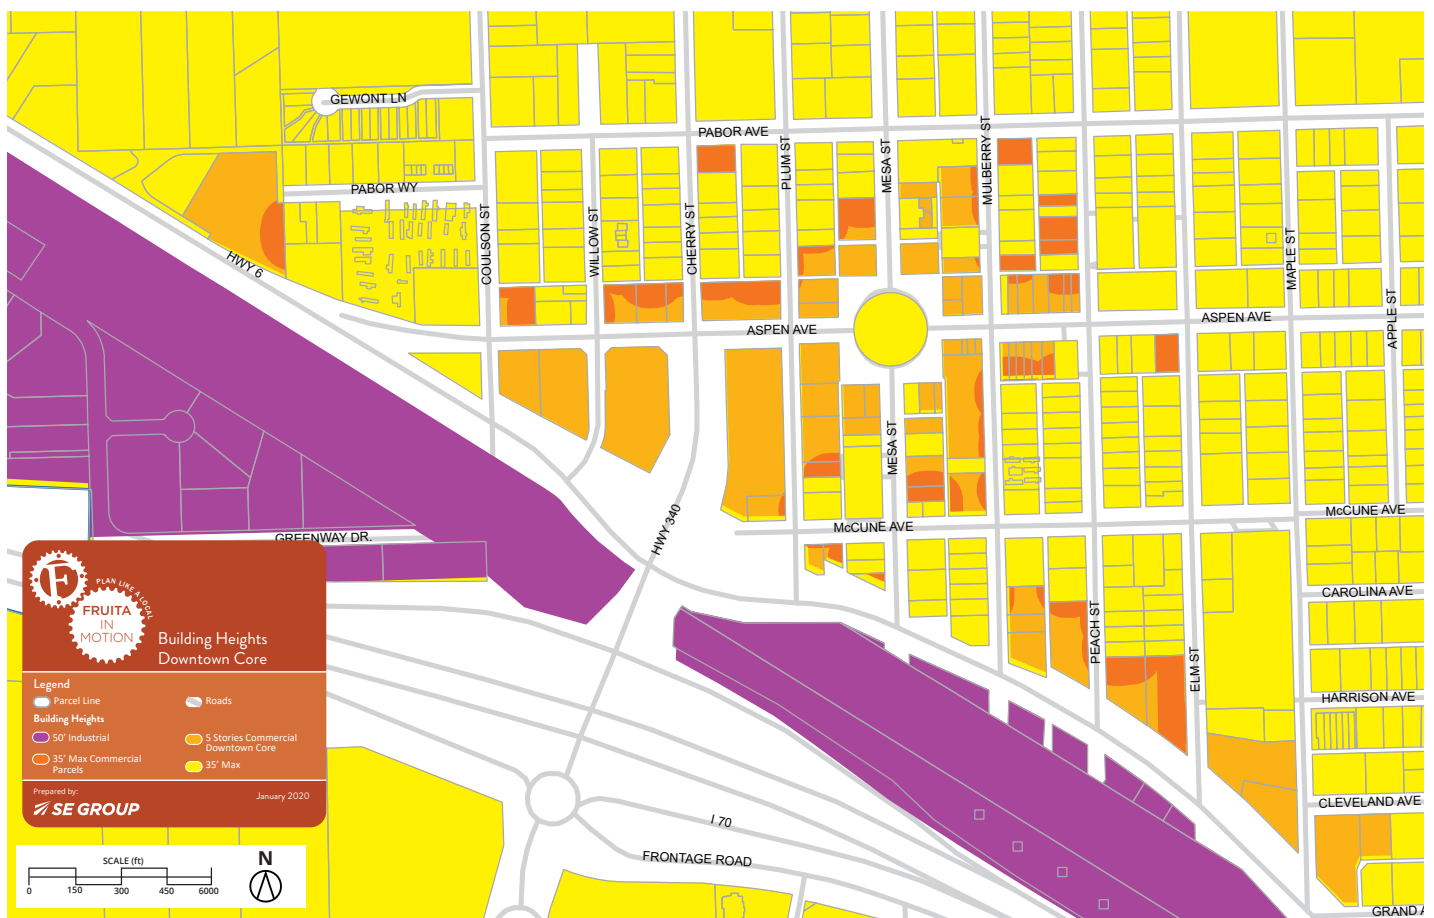 GEWONT LN
PABOR AVE
PABOR WY
PLUM ST
MESA ST
MULBERRY ST
COULSON ST
WILLOW ST
CHERRY ST
MAPLE ST
APPLE ST
HWY 6
ASPEN AVE
ASPEN AVE
MESA ST
HWY 340
McCUNE AVE
McCUNE AVE
GREENWAY DR.
CAROLINA AVE
PEACH ST
ELM ST
HARRISON AVE
CLEVELAND AVE
GRAND A
I 70
FRONTAGE ROAD
F
PLAN LIKE A LOCAL
FRUITA
IN
MOTION
Building Heights
Downtown Core
Legend
Parcel Line
Roads
Building Heights
50' Industrial
5 Stories Commercial
Downtown Core
35' Max Commercial
Parcels
35' Max
Prepared by:
SE GROUP
January 2020
SCALE (ft)
0 150 300 450 6000
N